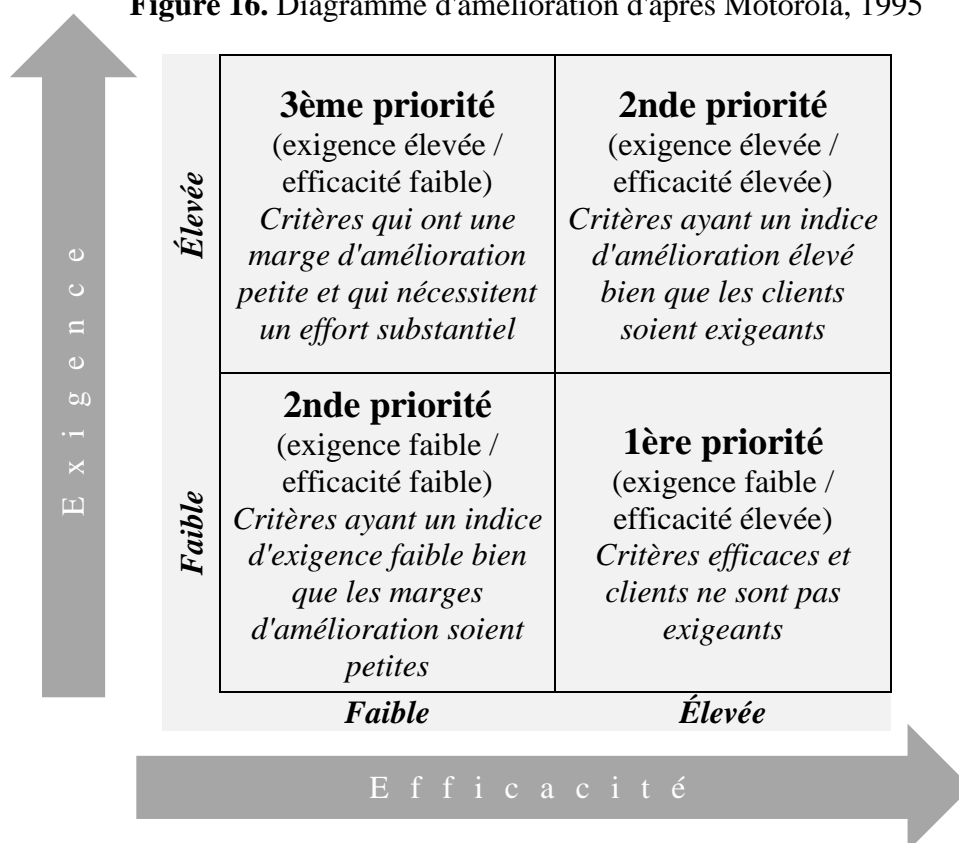 Figure 16. Diagramme d'amélioration d'après Motorola, 1995
Exigence
Élevée
3ème priorité
(exigence élevée /
efficacité faible)
Critères qui ont une
marge d'amélioration
petite et qui nécessitent
un effort substantiel
2nde priorité
(exigence élevée /
efficacité élevée)
Critères ayant un indice
d'amélioration élevé
bien que les clients
soient exigeants
Faible
2nde priorité
(exigence faible /
efficacité faible)
Critères ayant un indice
d'exigence faible bien
que les marges
d'amélioration soient
petites
1ère priorité
(exigence faible /
efficacité élevée)
Critères efficaces et
clients ne sont pas
exigeants
Faible
Élevée
Efficacité